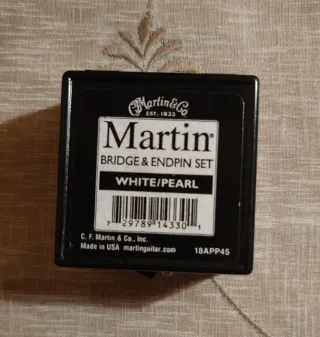 C.F. Martin & Co.
EST. 1833
Martin®
BRIDGE & ENDPIN SET
WHITE/PEARL
7 29789 14330 1
C. F. Martin & Co., Inc.
Made in USA martinguitar.com 18APP45